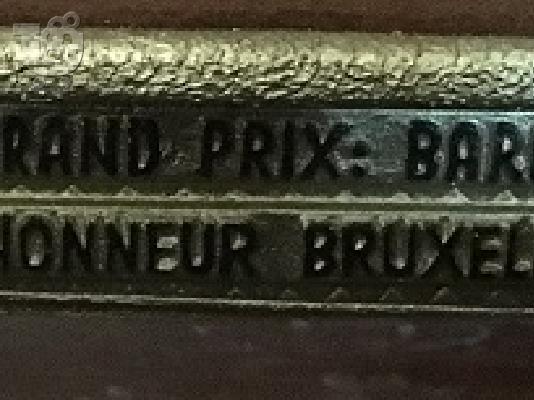 RAND PRIX: BAR
HONNEUR BRUXEL